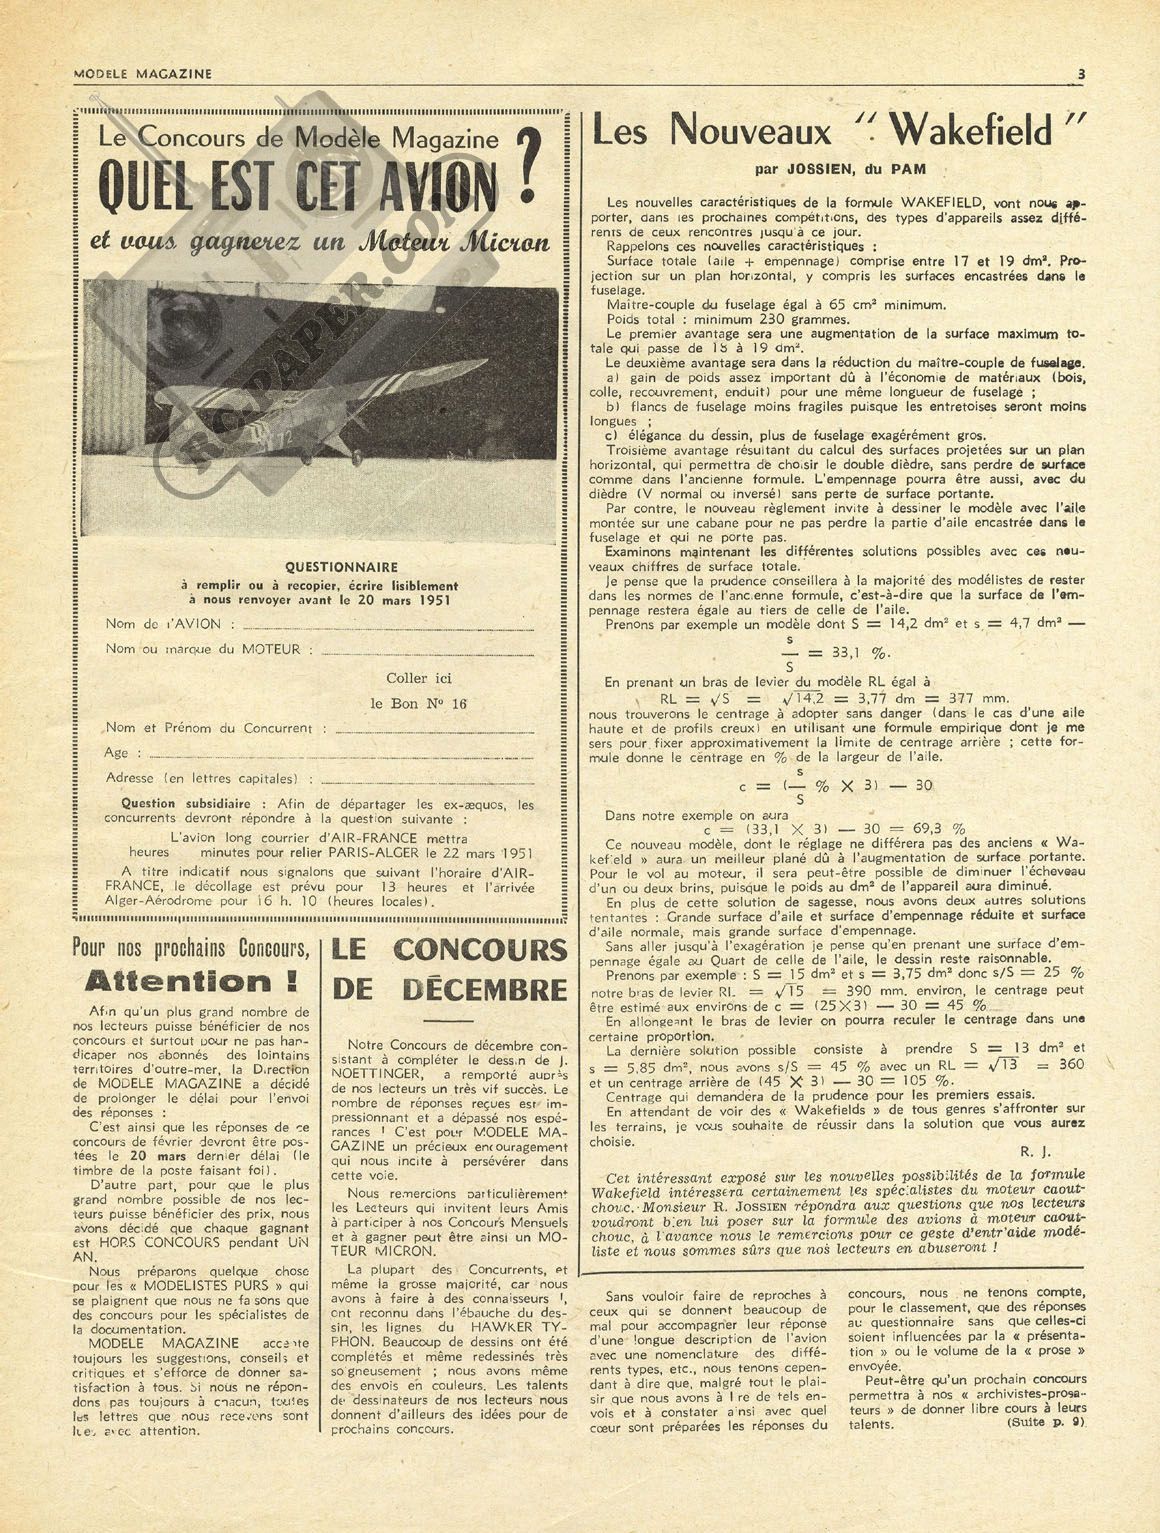 MODELE MAGAZINE
3
Le Concours de Modèle Magazine
QUEL EST CET AVION ?
et vous gagnerez un Moteur Micron
RCPAPER.COM
QUESTIONNAIRE
à remplir ou à recopier, écrire lisiblement
à nous renvoyer avant le 20 mars 1951
Nom de l'AVION :
Nom ou marque du MOTEUR :
Coller ici
le Bon N° 16
Nom et Prénom du Concurrent :
Age :
Adresse (en lettres capitales) :
Question subsidiaire : Afin de départager les ex-æquos, les
concurrents devront répondre à la question suivante :
L'avion long courrier d'AIR-FRANCE mettra
heures minutes pour relier PARIS-ALGER le 22 mars 1951
A titre indicatif nous signalons que suivant l'horaire d'AIR-
FRANCE, le décollage est prévu pour 13 heures et l'arrivée
Alger-Aérodrome pour 16 h. 10 (heures locales).
Pour nos prochains Concours,
Attention !
Afin qu'un plus grand nombre de
nos lecteurs puisse bénéficier de nos
concours et surtout pour ne pas han-
dicaper nos abonnés des lointains
territoires d'outre-mer, la Direction
de MODELE MAGAZINE a décidé
de prolonger le délai pour l'envoi
des réponses :
C'est ainsi que les réponses de ce
concours de février devront être pos-
tées le 20 mars dernier délai (le
timbre de la poste faisant foi).
D'autre part, pour que le plus
grand nombre possible de nos lec-
teurs puisse bénéficier des prix, nous
avons décidé que chaque gagnant
est HORS CONCOURS pendant UN
AN.
Nous préparons quelque chose
pour les « MODELISTES PURS » qui
se plaignent que nous ne faisons que
des concours pour les spécialistes de
la documentation.
MODELE MAGAZINE accepte
toujours les suggestions, conseils et
critiques et s'efforce de donner sa-
tisfaction à tous. Si nous ne répon-
dons pas toujours à chacun, toutes
les lettres que nous recevons sont
lues avec attention.
LE CONCOURS
DE DÉCEMBRE
Notre Concours de décembre con-
sistant à compléter le dessin de J.
NOETTINGER, a remporté auprès
de nos lecteurs un très vif succès. Le
nombre de réponses reçues est im-
pressionnant et a dépassé nos espé-
rances ! C'est pour MODELE MA-
GAZINE un précieux encouragement
qui nous incite à persévérer dans
cette voie.
Nous remercions particulièrement
les Lecteurs qui invitent leurs Amis
à participer à nos Concours Mensuels
et à gagner peut être ainsi un MO-
TEUR MICRON.
La plupart des Concurrents, et
même la grosse majorité, car nous
avons à faire à des connaisseurs !,
ont reconnu dans l'ébauche du des-
sin, les lignes du HAWKER TY-
PHON. Beaucoup de dessins ont été
complétés et même redessinés très
soigneusement ; nous avons même
des envois en couleurs. Les talents
de dessinateurs de nos lecteurs nous
donnent d'ailleurs des idées pour de
prochains concours.
Les Nouveaux " Wakefield "
par JOSSIEN, du PAM
Les nouvelles caractéristiques de la formule WAKEFIELD, vont nous ap-
porter, dans les prochaines compétitions, des types d'appareils assez diffé-
rents de ceux rencontrés jusqu'à ce jour.
Rappelons ces nouvelles caractéristiques :
Surface totale (aile + empennage) comprise entre 17 et 19 dm². Pro-
jection sur un plan horizontal, y compris les surfaces encastrées dans le
fuselage.
Maître-couple du fuselage égal à 65 cm² minimum.
Poids total : minimum 230 grammes.
Le premier avantage sera une augmentation de la surface maximum to-
tale qui passe de 18 à 19 dm².
Le deuxième avantage sera dans la réduction du maître-couple de fuselage.
a) gain de poids assez important dû à l'économie de matériaux (bois,
colle, recouvrement, enduit) pour une même longueur de fuselage ;
b) flancs de fuselage moins fragiles puisque les entretoises seront moins
longues ;
c) élégance du dessin, plus de fuselage exagérément gros.
Troisième avantage résultant du calcul des surfaces projetées sur un plan
horizontal, qui permettra de choisir le double dièdre, sans perdre de surface
comme dans l'ancienne formule. L'empennage pourra être aussi, avec du
dièdre (V normal ou inversé) sans perte de surface portante.
Par contre, le nouveau règlement invite à dessiner le modèle avec l'aile
montée sur une cabane pour ne pas perdre la partie d'aile encastrée dans le
fuselage et qui ne porte pas.
Examinons maintenant les différentes solutions possibles avec ces nou-
veaux chiffres de surface totale.
Je pense que la prudence conseillera à la majorité des modélistes de rester
dans les normes de l'ancienne formule, c'est-à-dire que la surface de l'em-
pennage restera égale au tiers de celle de l'aile.
Prenons par exemple un modèle dont S = 14,2 dm² et s = 4,7 dm² —
s
— = 33,1 %.
S
En prenant un bras de levier du modèle RL égal à
RL = √S = √14,2 = 3,77 dm = 377 mm.
nous trouverons le centrage à adopter sans danger (dans le cas d'une aile
haute et de profils creux) en utilisant une formule empirique dont je me
sers pour fixer approximativement la limite de centrage arrière ; cette for-
mule donne le centrage en % de la largeur de l'aile.
s
c = (— % X 3) — 30
S
Dans notre exemple on aura
c = (33,1 X 3) — 30 = 69,3 %
Ce nouveau modèle, dont le réglage ne différera pas des anciens « Wa-
kefield » aura un meilleur plané dû à l'augmentation de surface portante.
Pour le vol au moteur, il sera peut-être possible de diminuer l'écheveau
d'un ou deux brins, puisque le poids au dm² de l'appareil aura diminué.
En plus de cette solution de sagesse, nous avons deux autres solutions
tentantes : Grande surface d'aile et surface d'empennage réduite et surface
d'aile normale, mais grande surface d'empennage.
Sans aller jusqu'à l'exagération je pense qu'en prenant une surface d'em-
pennage égale au Quart de celle de l'aile, le dessin reste raisonnable.
Prenons par exemple : S = 15 dm² et s = 3,75 dm² donc s/S = 25 %
notre bras de levier RL = √15 = 390 mm. environ, le centrage peut
être estimé aux environs de c = (25X3) — 30 = 45 %
En allongeant le bras de levier on pourra reculer le centrage dans une
certaine proportion.
La dernière solution possible consiste à prendre S = 13 dm² et
s = 5,85 dm², nous avons s/S = 45 % avec un RL = √13 = 360
et un centrage arrière de (45 X 3) — 30 = 105 %.
Centrage qui demandera de la prudence pour les premiers essais.
En attendant de voir des « Wakefields » de tous genres s'affronter sur
les terrains, je vous souhaite de réussir dans la solution que vous aurez
choisie.
R. J.
Cet intéressant exposé sur les nouvelles possibilités de la formule
Wakefield intéressera certainement les spécialistes du moteur caout-
chouc. Monsieur R. JOSSIEN répondra aux questions que nos lecteurs
voudront bien lui poser sur la formule des avions à moteur caout-
chouc, à l'avance nous le remercions pour ce geste d'entr'aide modé-
liste et nous sommes sûrs que nos lecteurs en abuseront !
Sans vouloir faire de reproches à
ceux qui se donnent beaucoup de
mal pour accompagner leur réponse
d'une longue description de l'avion
avec une nomenclature des diffé-
rents types, etc., nous tenons cepen-
dant à dire que, malgré tout le plai-
sir que nous avons à lire de tels en-
vois et à constater ainsi avec quel
cœur sont préparées les réponses du
concours, nous ne tenons compte,
pour le classement, que des réponses
au questionnaire sans que celles-ci
soient influencées par la « présenta-
tion » ou le volume de la « prose »
envoyée.
Peut-être qu'un prochain concours
permettra à nos « archivistes-prosa-
teurs » de donner libre cours à leurs
talents. (Suite p. 9)